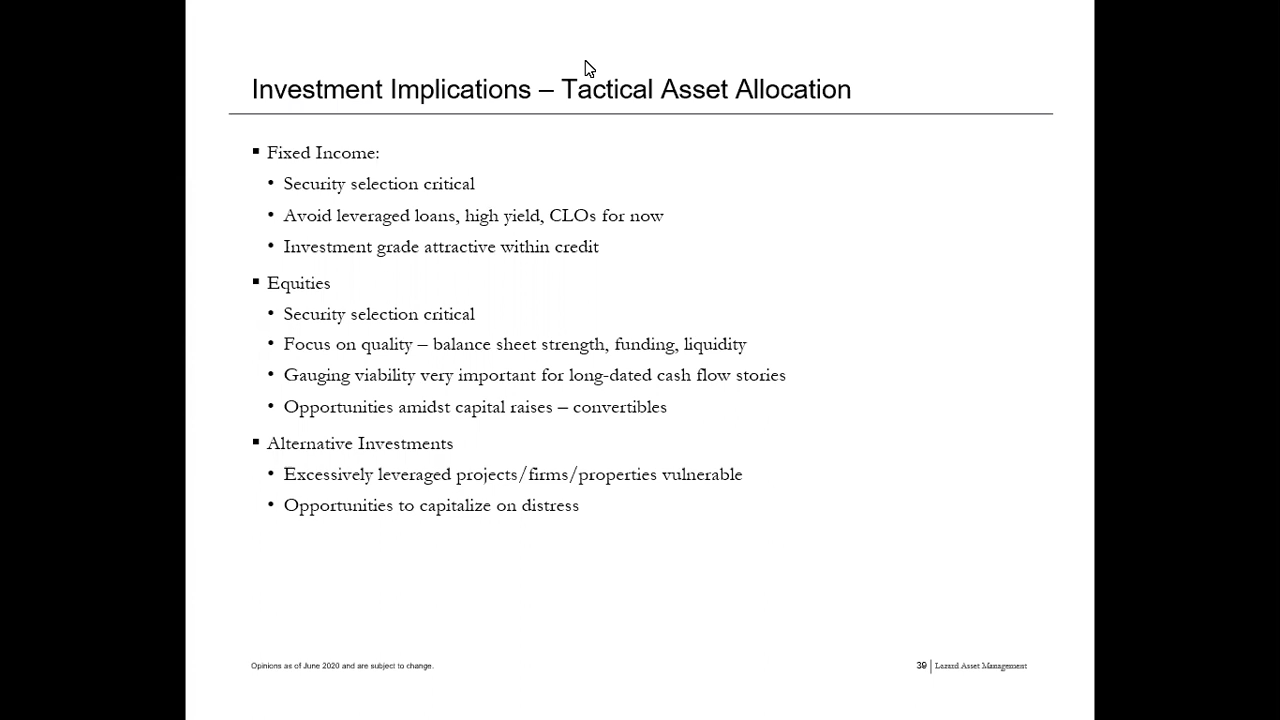 Investment Implications – Tactical Asset Allocation
▪ Fixed Income:
• Security selection critical
• Avoid leveraged loans, high yield, CLOs for now
• Investment grade attractive within credit
▪ Equities
• Security selection critical
• Focus on quality – balance sheet strength, funding, liquidity
• Gauging viability very important for long-dated cash flow stories
• Opportunities amidst capital raises – convertibles
▪ Alternative Investments
• Excessively leveraged projects/firms/properties vulnerable
• Opportunities to capitalize on distress
Opinions as of June 2020 and are subject to change.
39 | Lazard Asset Management